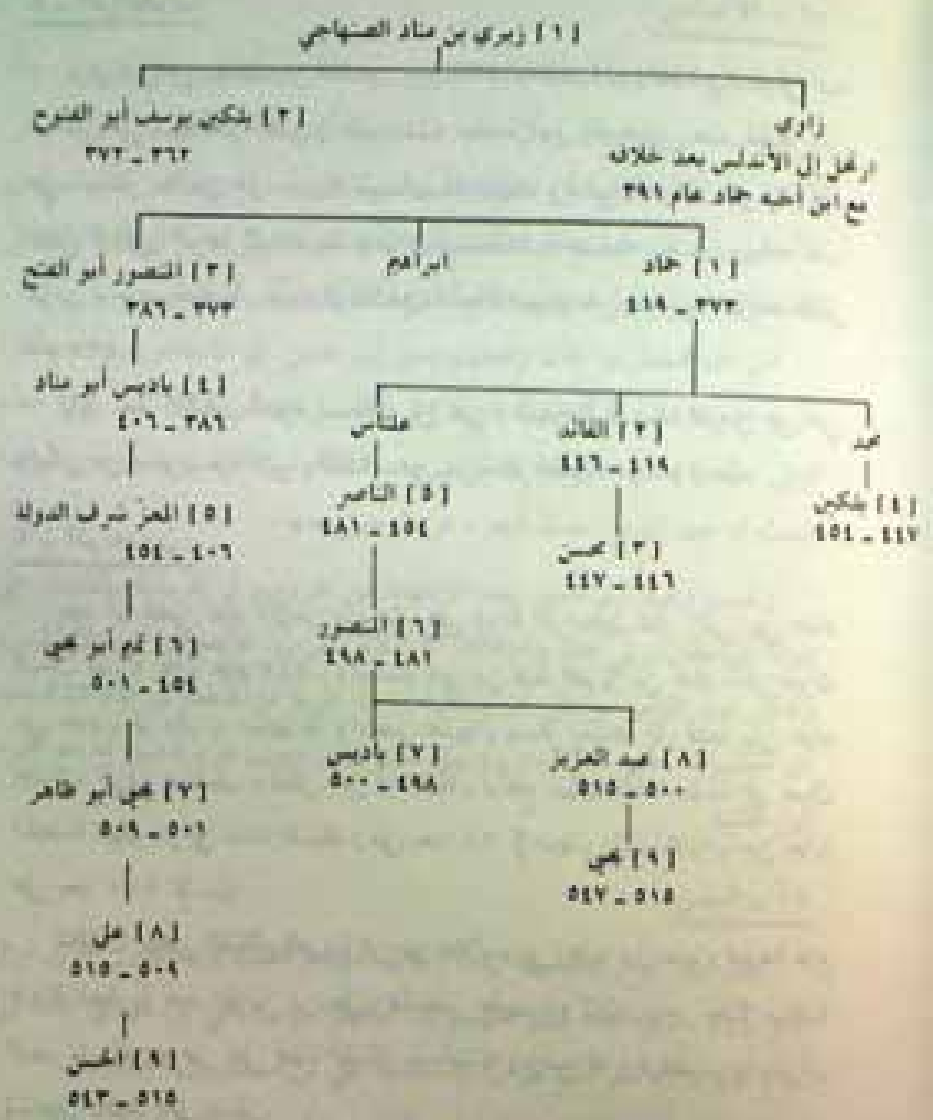 [ ١ ] زيري بن مناد الصنهاجي
زاوي
ارتحل إلى الأندلس بعد خلافه
مع ابن أخيه حماد عام ٣٩١
[ ٢ ] بلكين يوسف أبو الفتوح
٣٦٢ ـ ٣٧٢
[ ١ ] حماد
٣٧٣ ـ ٤١٩
ابراهيم
[ ٣ ] المنصور أبو الفتح
٣٧٣ ـ ٣٨٦
[ ٤ ] باديس أبو مناد
٣٨٦ ـ ٤٠٦
محمد
[ ٢ ] القائد
٤١٩ ـ ٤٤٦
علناس
[ ٤ ] بلكين
٤٤٧ ـ ٤٥٤
[ ٣ ] محسن
٤٤٦ ـ ٤٤٧
[ ٥ ] الناصر
٤٥٤ ـ ٤٨١
[ ٥ ] المعزّ شرف الدولة
٤٠٦ ـ ٤٥٤
[ ٦ ] المنصور
٤٨١ ـ ٤٩٨
[ ٦ ] تميم أبو يحيى
٤٥٤ ـ ٥٠١
[ ٨ ] عبد العزيز
٥٠٠ ـ ٥١٥
[ ٧ ] باديس
٤٩٨ ـ ٥٠٠
[ ٧ ] يحيى أبو طاهر
٥٠١ ـ ٥٠٩
[ ٩ ] يحيى
٥١٥ ـ ٥٤٧
[ ٨ ] علي
٥٠٩ ـ ٥١٥
[ ٩ ] الحسن
٥١٥ ـ ٥٤٣